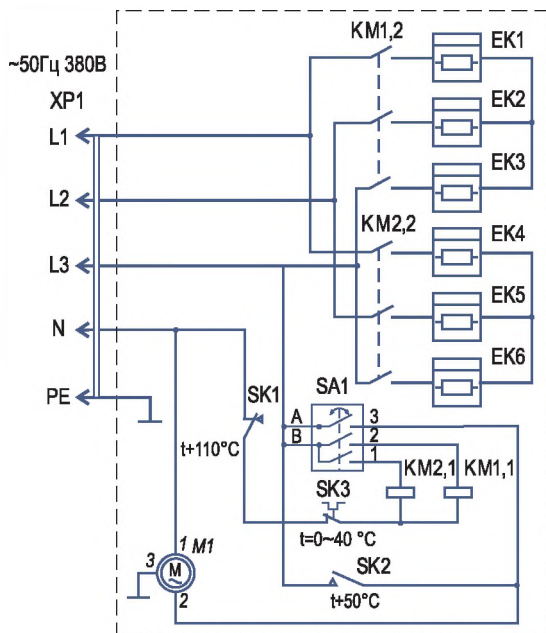 ~50Гц 380В
XP1
L1
L2
L3
N
PE
KM1,2
EK1
EK2
EK3
KM2,2
EK4
EK5
EK6
SK1
t+110°C
SA1
A
B
3
2
1
KM2,1
KM1,1
SK3
t=0~40 °C
SK2
t+50°C
1
M1
3
M
~
2